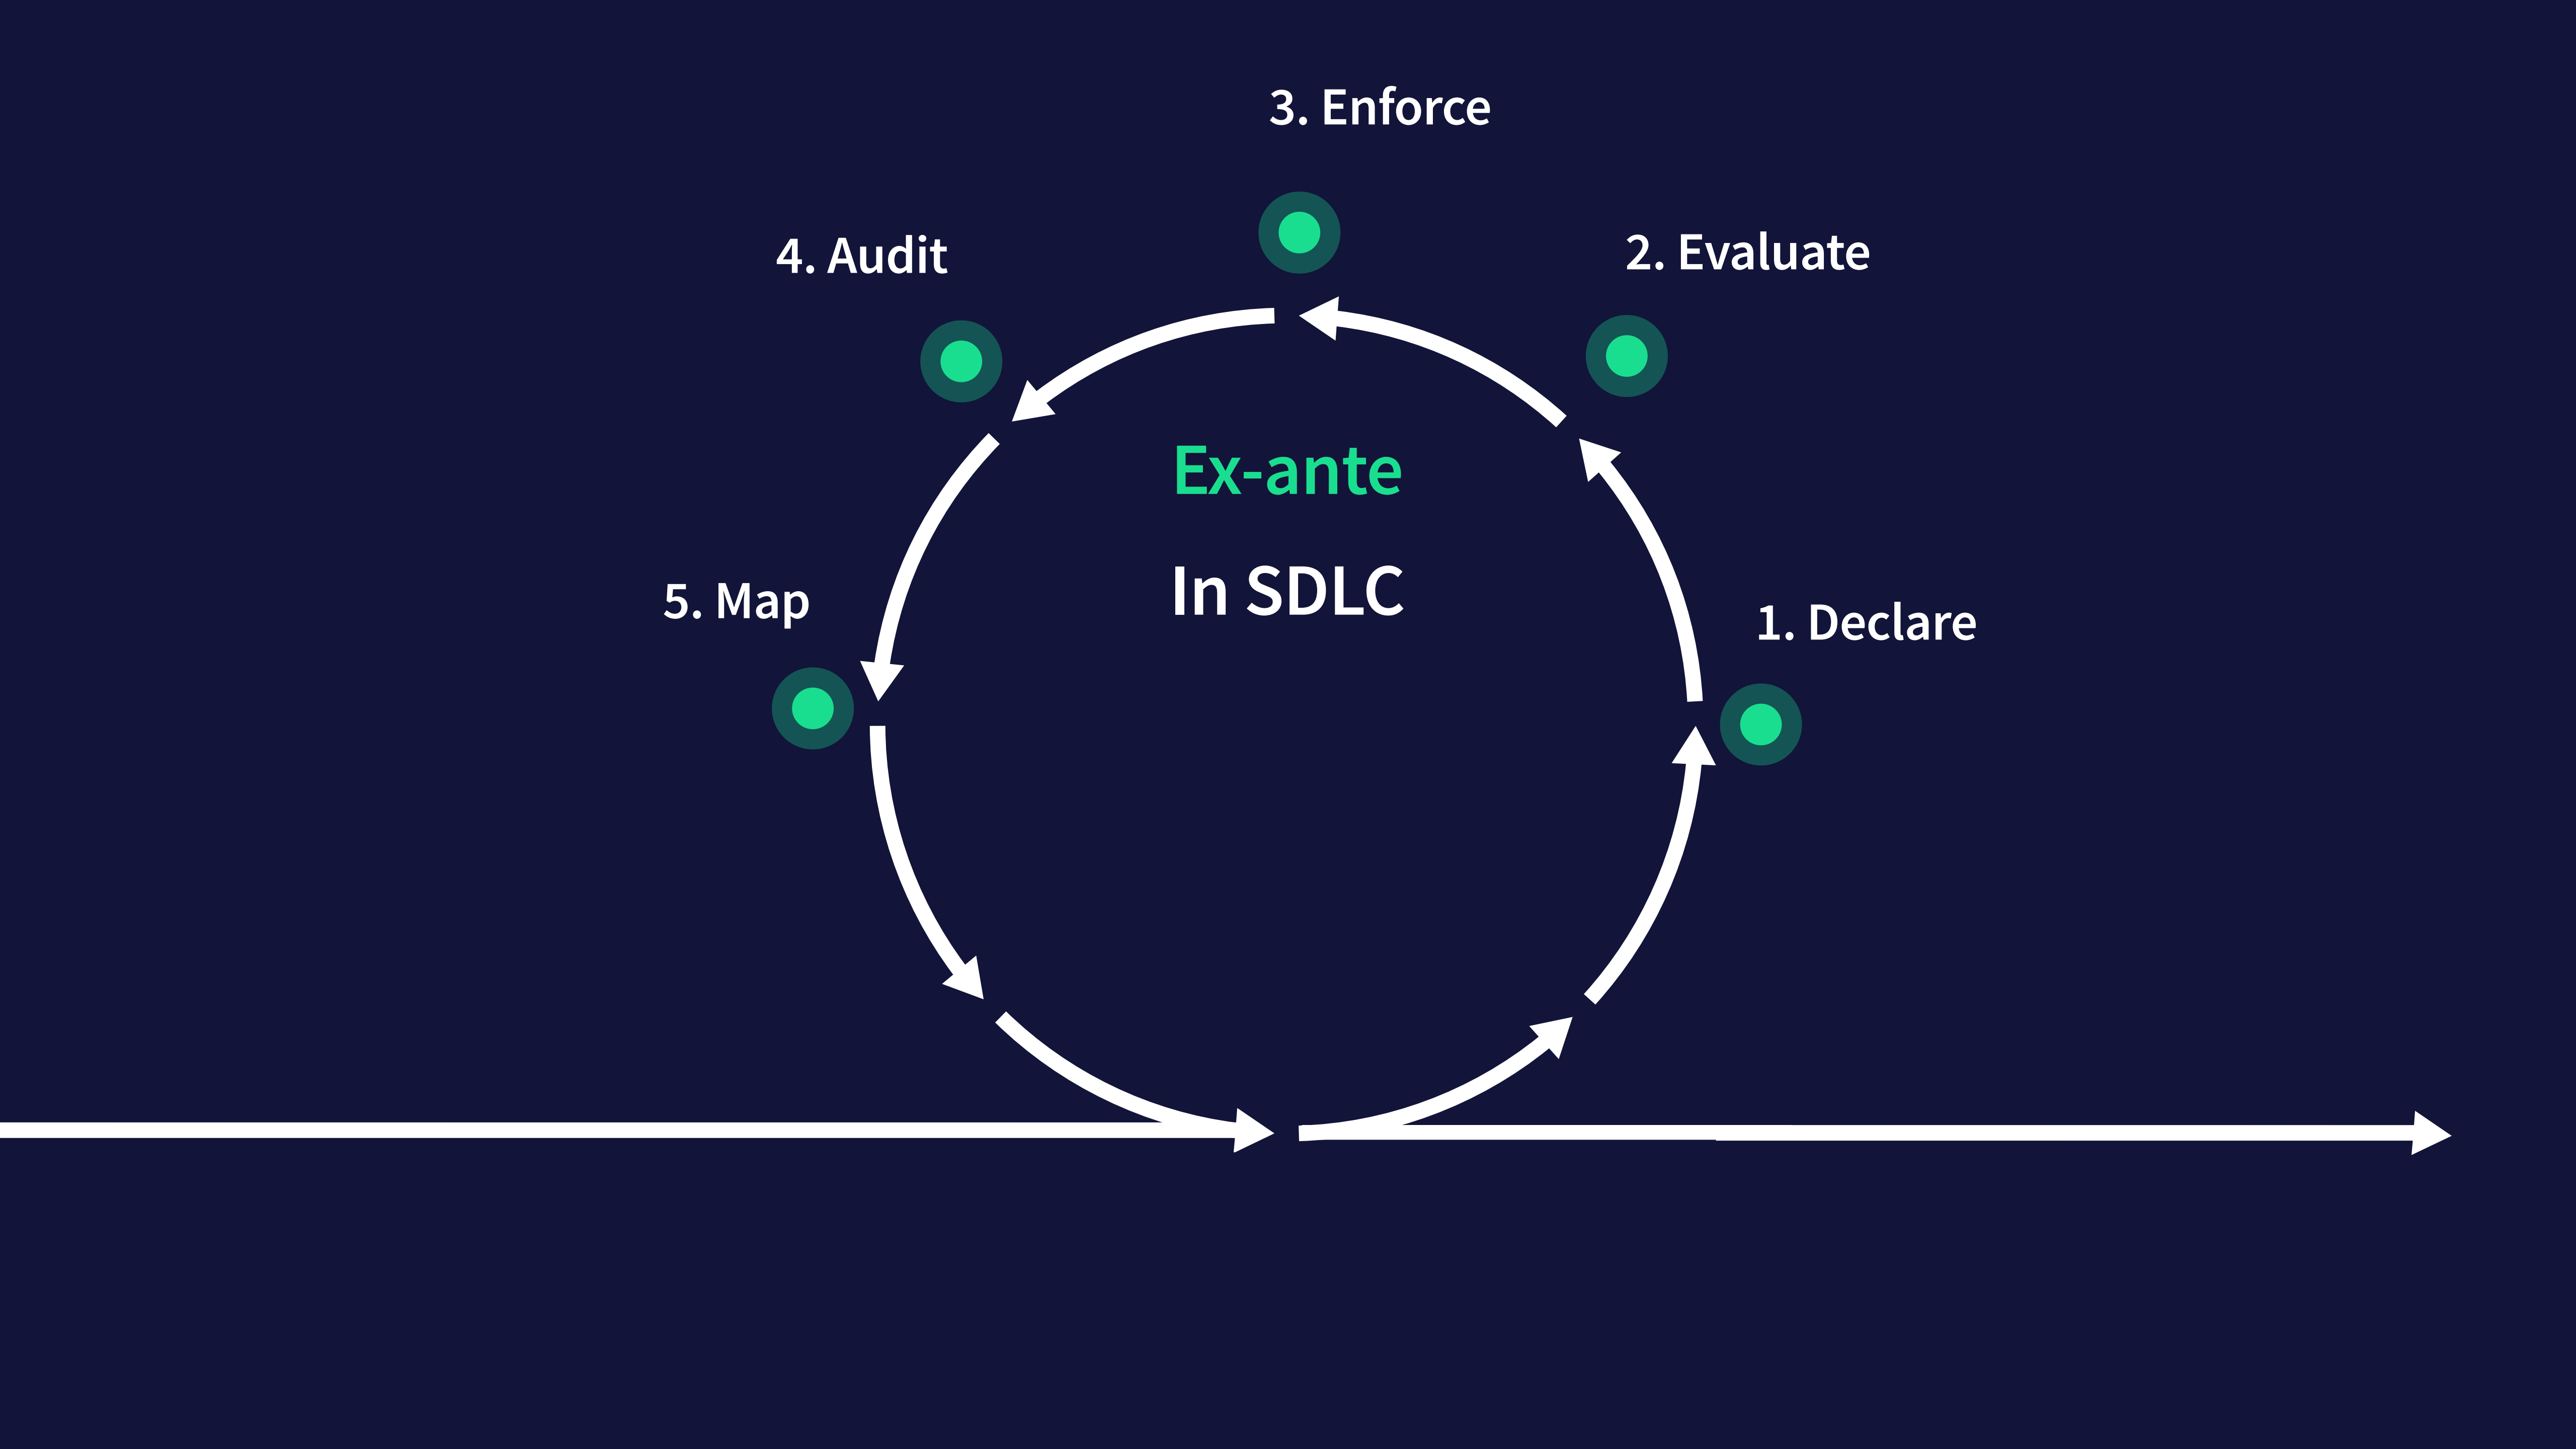 3. Enforce
4. Audit
2. Evaluate
Ex-ante
In SDLC
5. Map
1. Declare